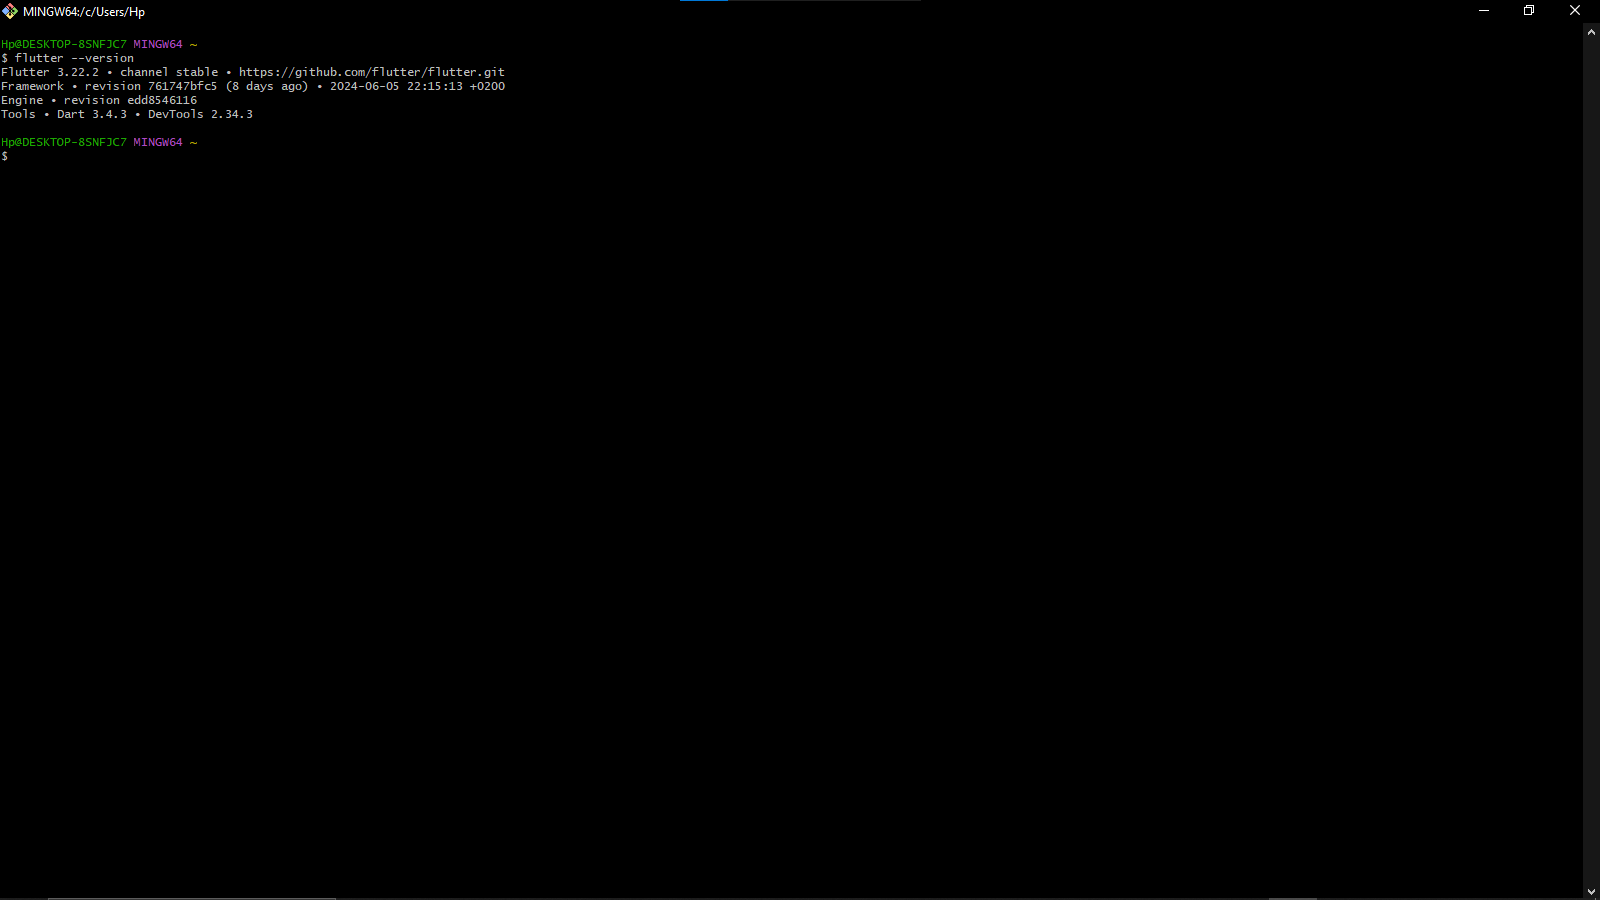 MINGW64:/c/Users/Hp
Hp@DESKTOP-8SNFJC7 MINGW64 ~
$ flutter --version
Flutter 3.22.2 • channel stable • https://github.com/flutter/flutter.git
Framework • revision 761747bfc5 (8 days ago) • 2024-06-05 22:15:13 +0200
Engine • revision edd8546116
Tools • Dart 3.4.3 • DevTools 2.34.3
Hp@DESKTOP-8SNFJC7 MINGW64 ~
$